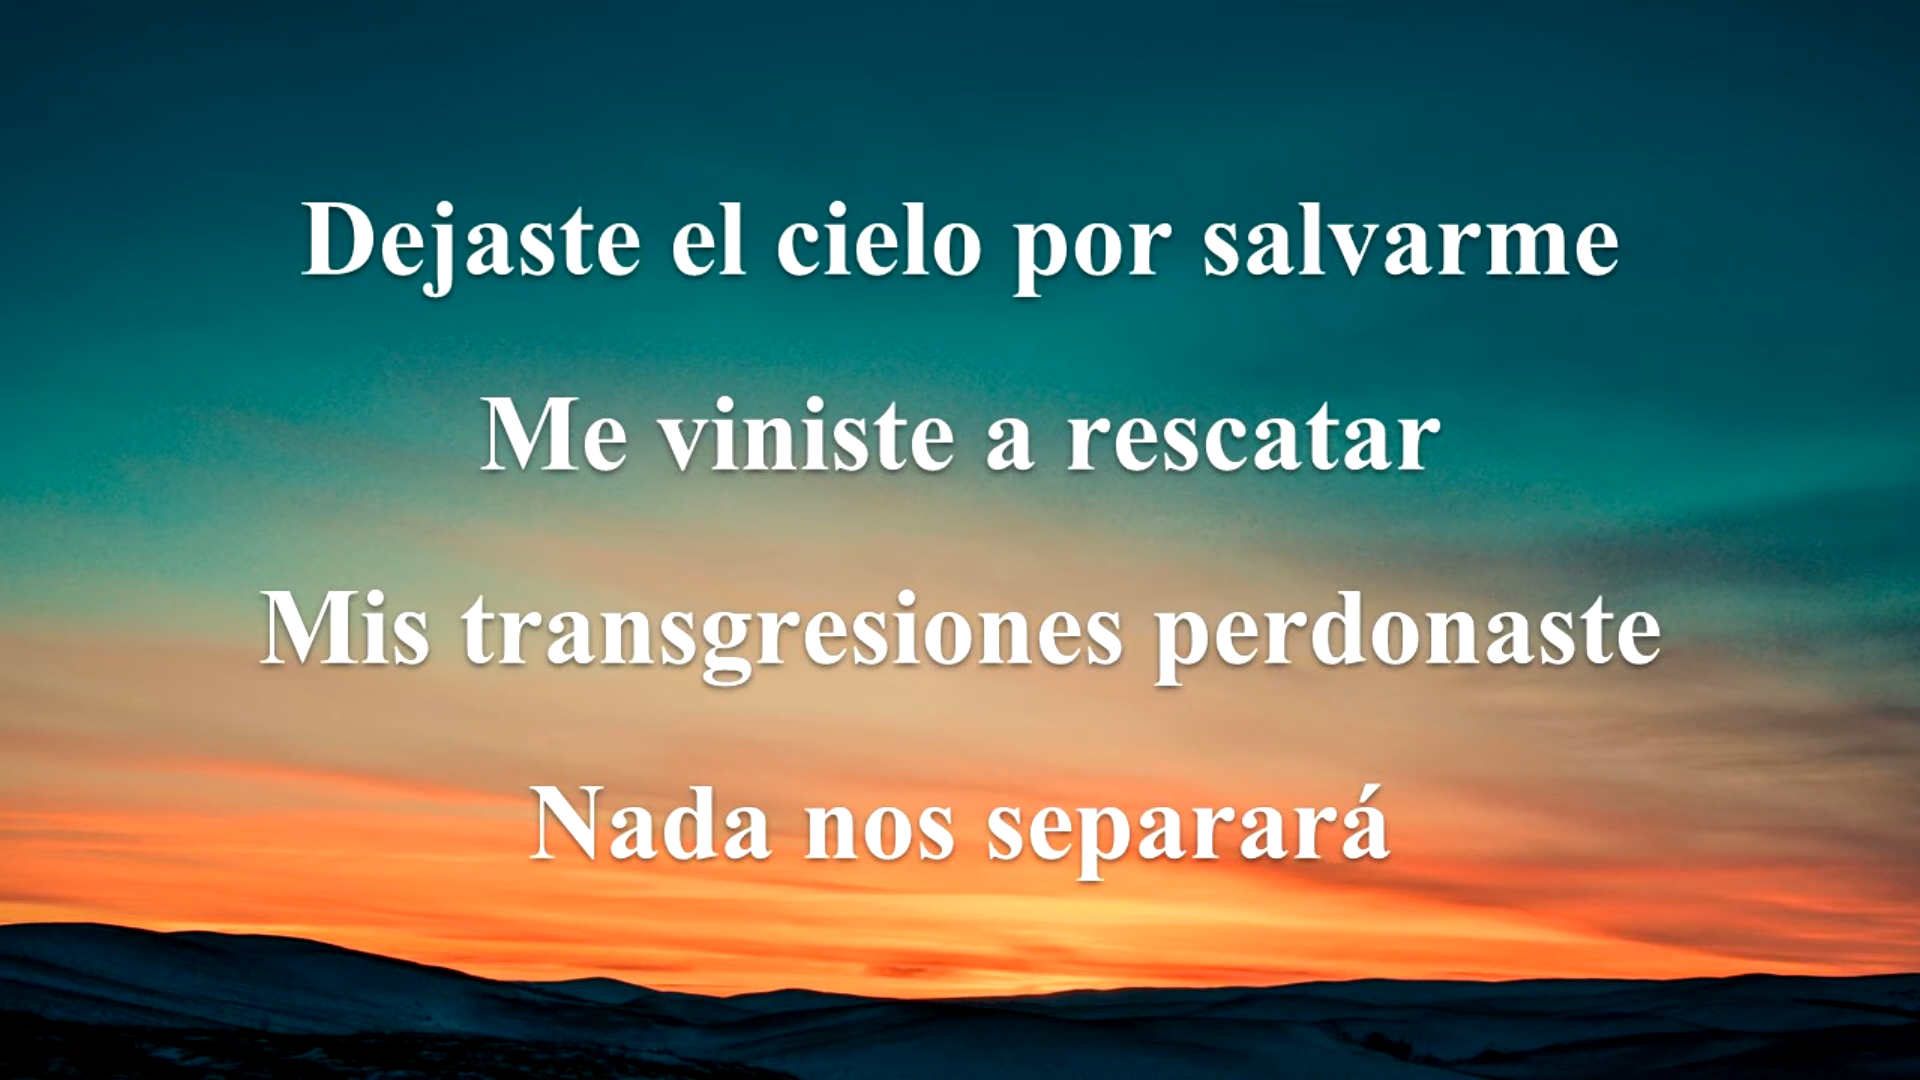 Dejaste el cielo por salvarme
Me viniste a rescatar
Mis transgresiones perdonaste
Nada nos separará